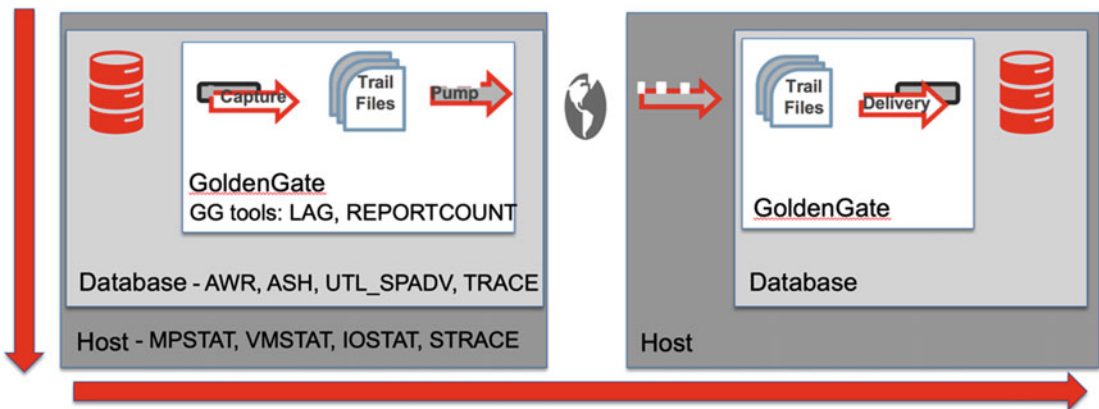 Capture
Trail
Files
Pump
GoldenGate
GG tools: LAG, REPORTCOUNT
Database - AWR, ASH, UTL_SPADV, TRACE
Host - MPSTAT, VMSTAT, IOSTAT, STRACE
Trail
Files
Delivery
GoldenGate
Database
Host